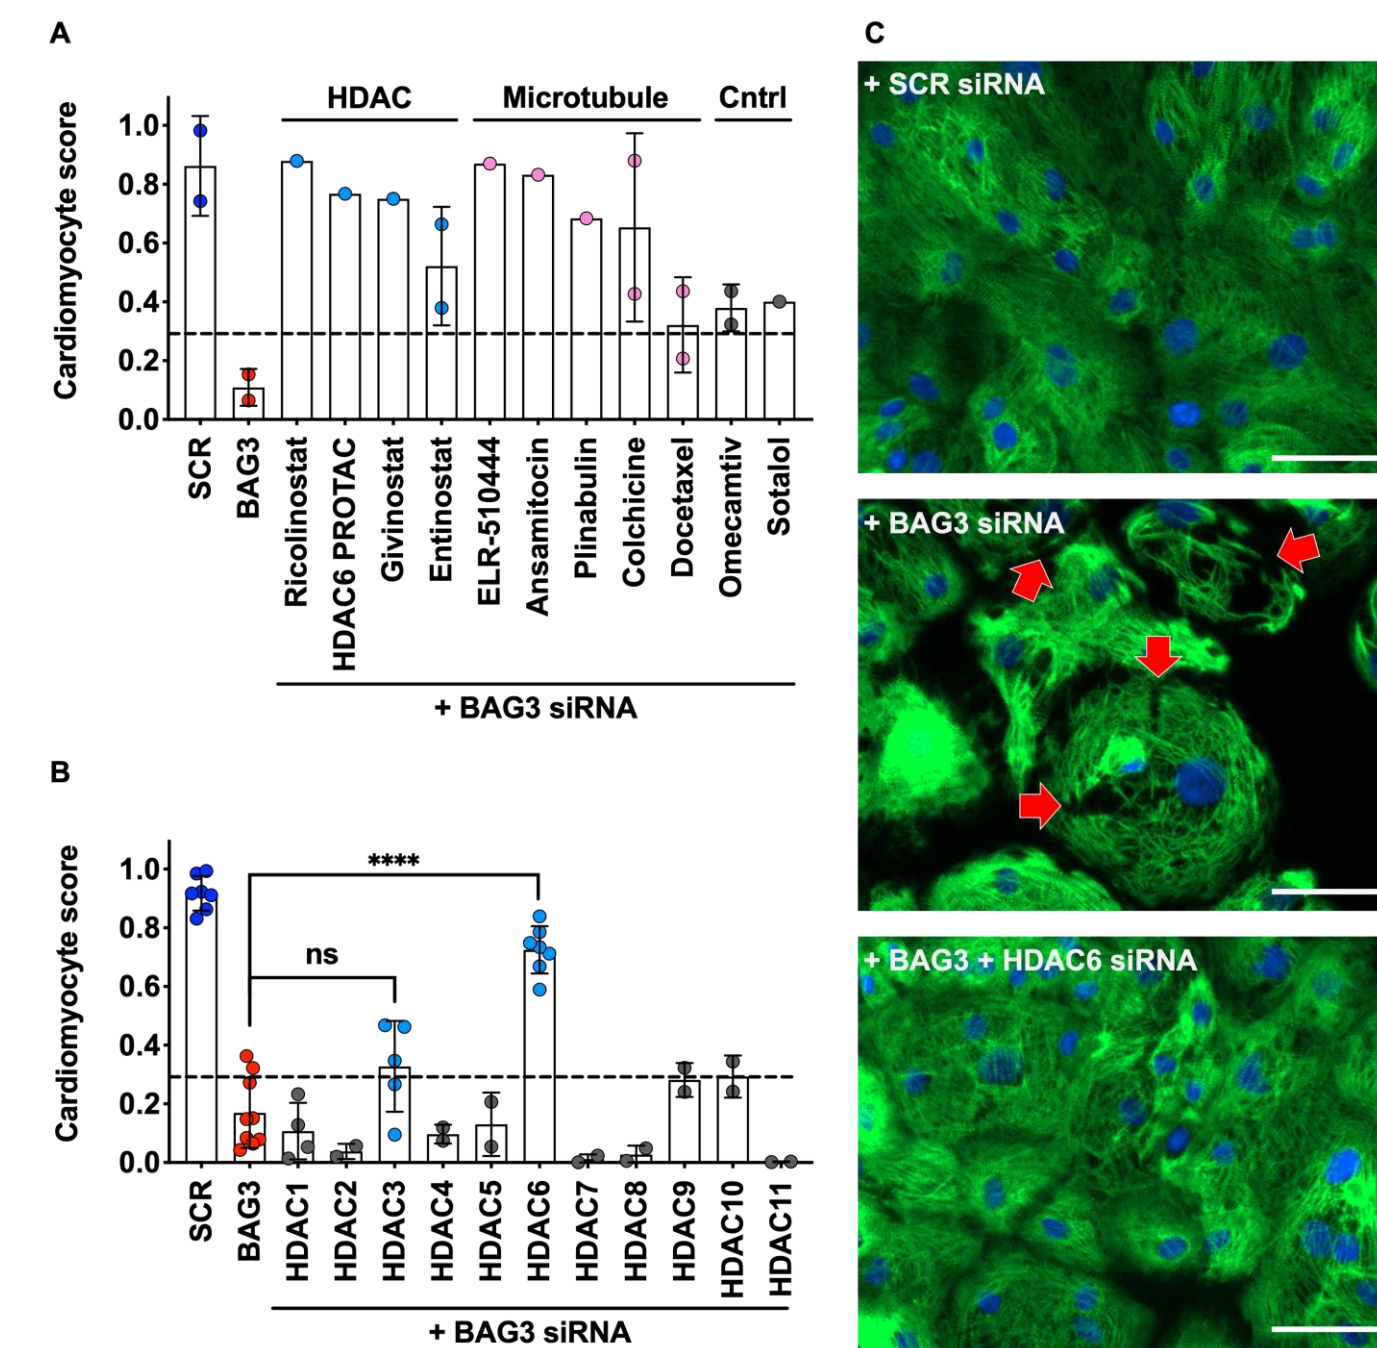 A
HDAC
Microtubule
Cntrl
Cardiomyocyte score
1.0
0.8
0.6
0.4
0.2
0.0
SCR
BAG3
Ricolinostat
HDAC6 PROTAC
Givinostat
Entinostat
ELR-510444
Ansamitocin
Plinabulin
Colchicine
Docetaxel
Omecamtiv
Sotalol
+ BAG3 siRNA
B
Cardiomyocyte score
1.0
0.8
0.6
0.4
0.2
0.0
****
ns
SCR
BAG3
HDAC1
HDAC2
HDAC3
HDAC4
HDAC5
HDAC6
HDAC7
HDAC8
HDAC9
HDAC10
HDAC11
+ BAG3 siRNA
C
+ SCR siRNA
+ BAG3 siRNA
+ BAG3 + HDAC6 siRNA